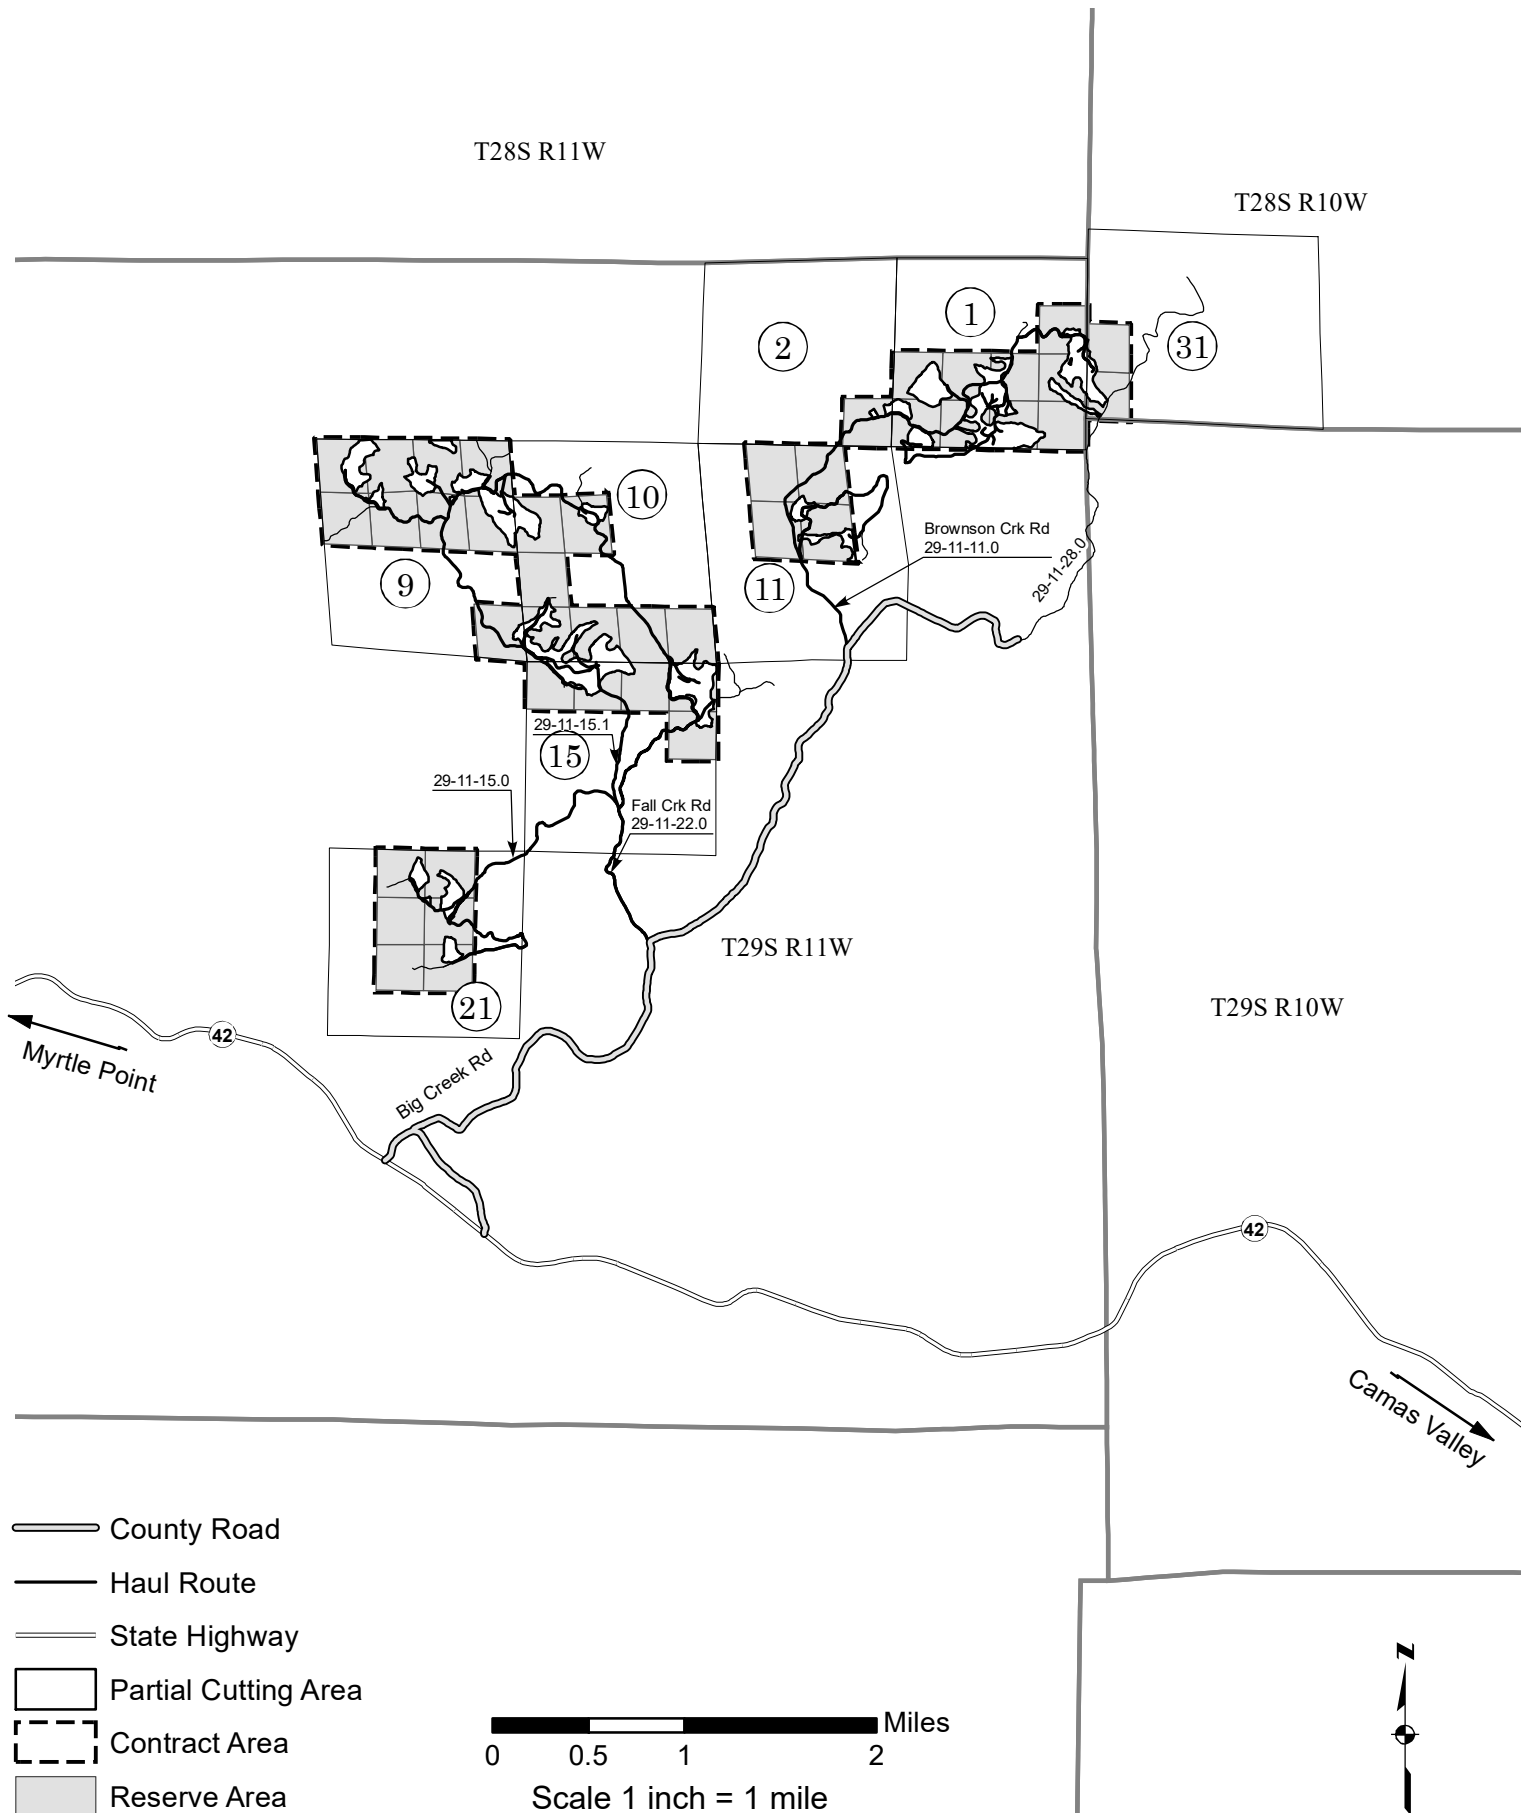 T28S R11W
T28S R10W
1
2
31
10
9
11
Brownson Crk Rd
29-11-11.0
29-11-28.0
29-11-15.1
15
29-11-15.0
Fall Crk Rd
29-11-22.0
T29S R11W
21
T29S R10W
42
Myrtle Point
Big Creek Rd
42
Camas Valley
County Road
Haul Route
State Highway
Partial Cutting Area
Contract Area
Reserve Area
Miles
0 0.5 1 2
Scale 1 inch = 1 mile
N